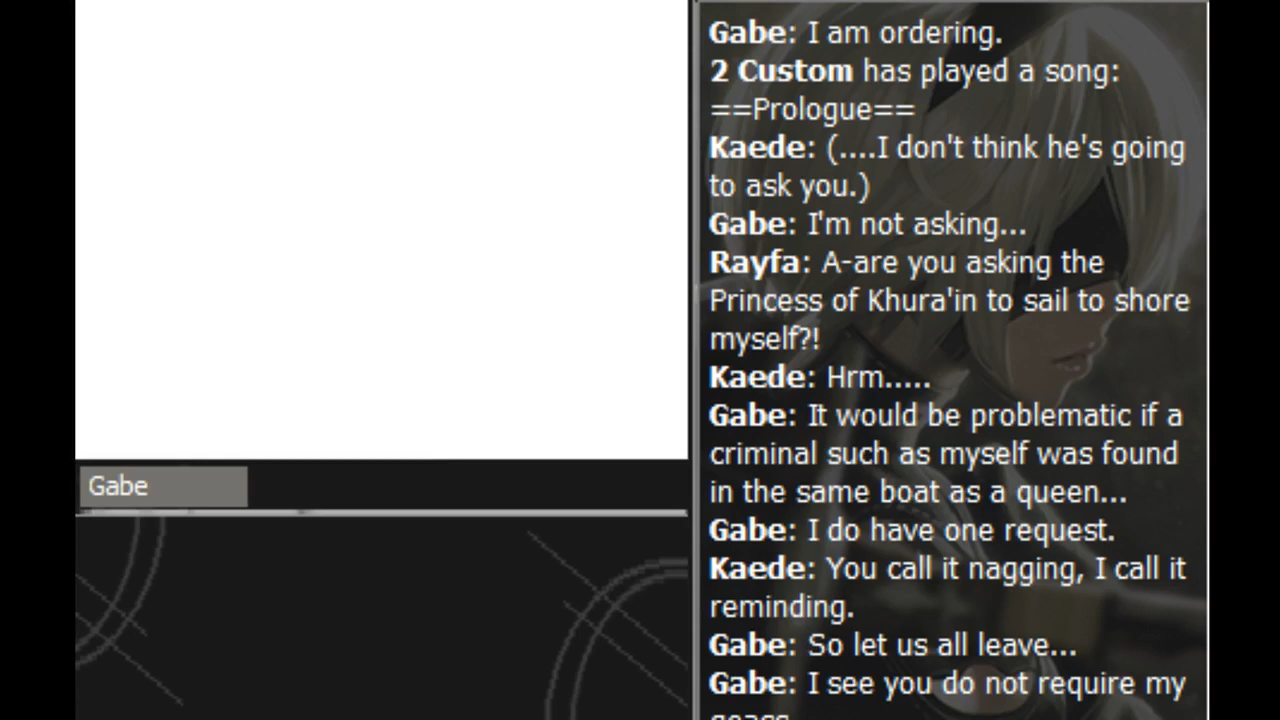 Gabe
Gabe: I am ordering.
2 Custom has played a song:
==Prologue==
Kaede: (....I don't think he's going
to ask you.)
Gabe: I'm not asking...
Rayfa: A-are you asking the
Princess of Khura'in to sail to shore
myself?!
Kaede: Hrm.....
Gabe: It would be problematic if a
criminal such as myself was found
in the same boat as a queen...
Gabe: I do have one request.
Kaede: You call it nagging, I call it
reminding.
Gabe: So let us all leave...
Gabe: I see you do not require my